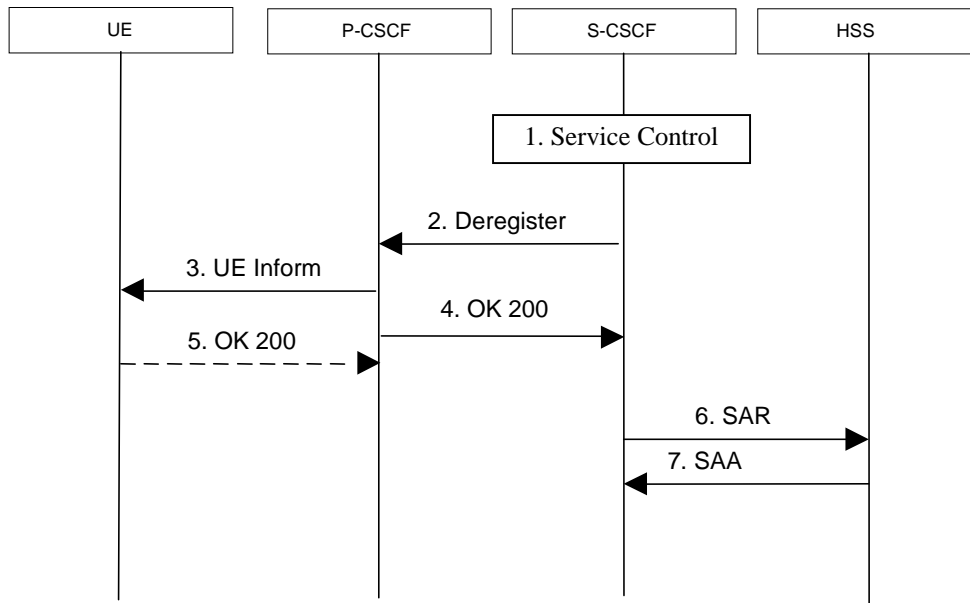 UE
P-CSCF
S-CSCF
HSS
1. Service Control
2. Deregister
3. UE Inform
4. OK 200
5. OK 200
6. SAR
7. SAA